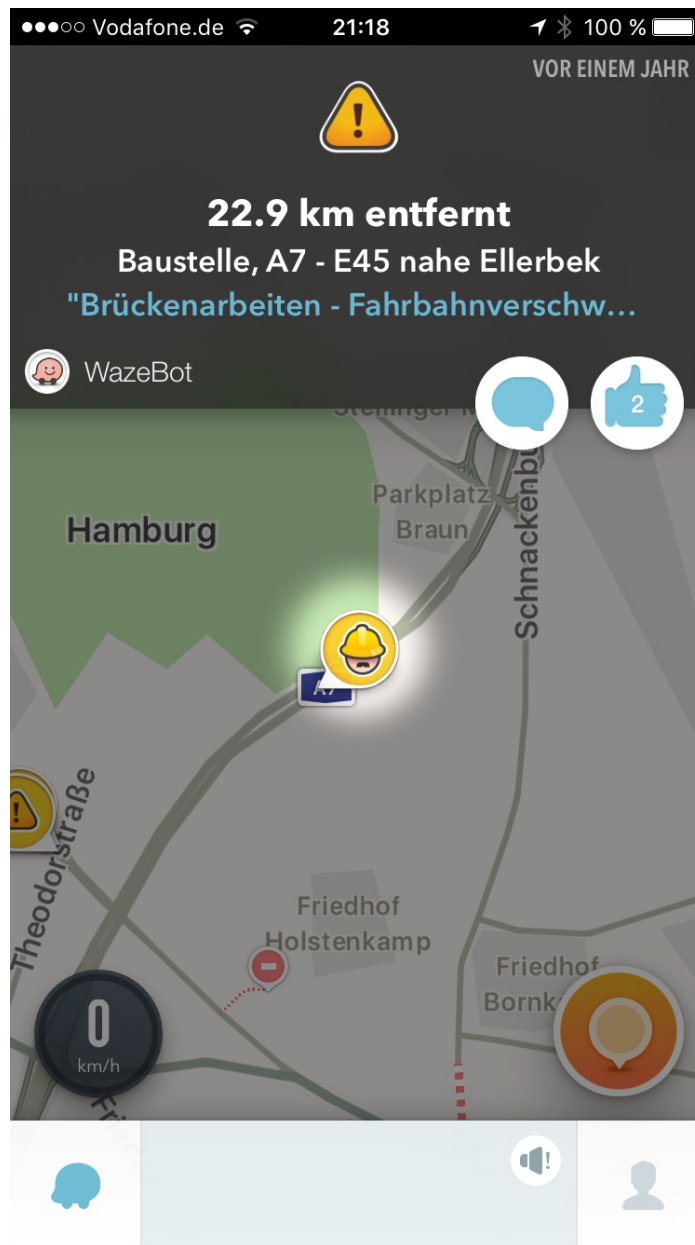 Vodafone.de 21:18 100 %
VOR EINEM JAHR
!
22.9 km entfernt
Baustelle, A7 - E45 nahe Ellerbek
"Brückenarbeiten - Fahrbahnverschw...
WazeBot
2
Parkplatz
Braun
Hamburg
A7
!
Theodorstraße
Friedhof
Holstenkamp
Friedhof
0
km/h
!